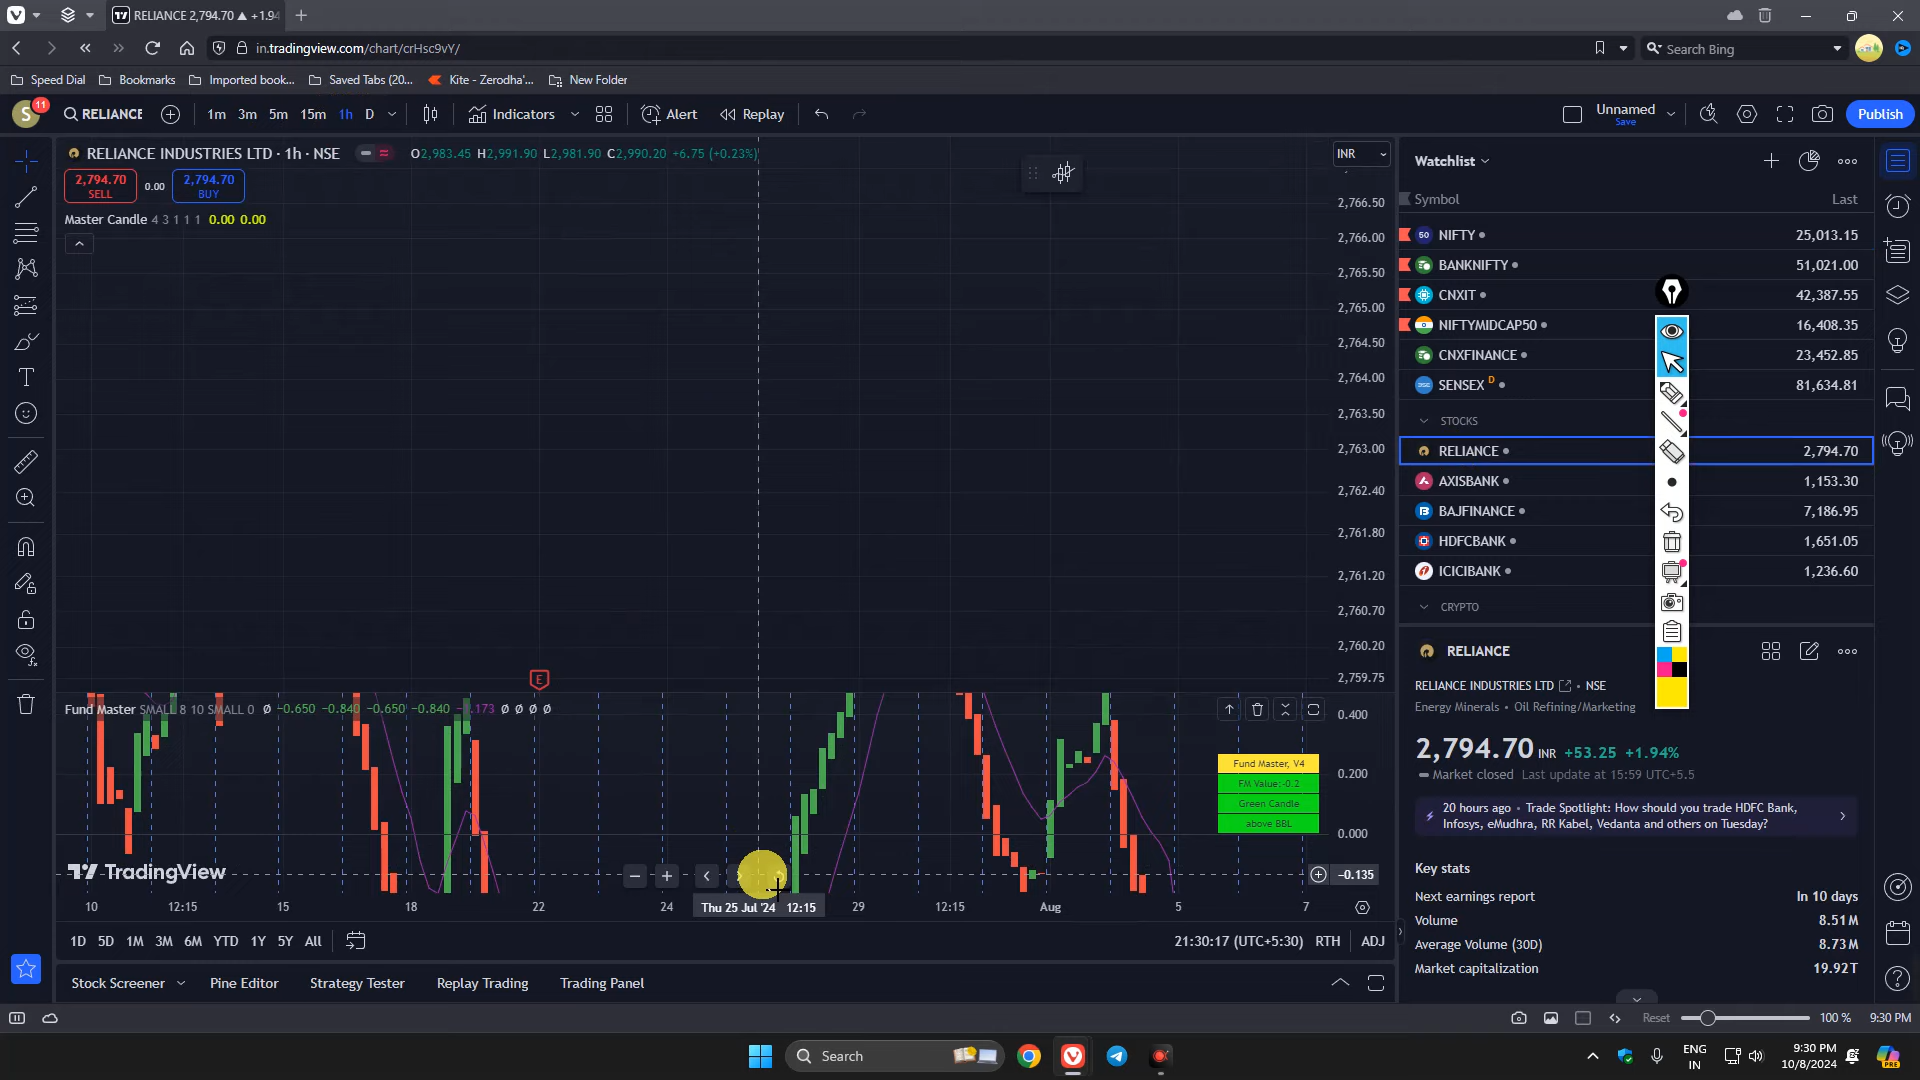 RELIANCE 2,794.70 ▲ +1.94
in.tradingview.com/chart/crHsc9vY/
Search Bing
Speed Dial
Bookmarks
Imported book...
Saved Tabs (20...
Kite - Zerodha'...
New Folder
S
11
RELIANCE
1m
3m
5m
15m
1h
D
Indicators
Alert
Replay
Unnamed
Save
Publish
RELIANCE INDUSTRIES LTD · 1h · NSE
O2,983.45 H2,991.90 L2,981.90 C2,990.20 +6.75 (+0.23%)
INR
2,794.70
SELL
0.00
2,794.70
BUY
Master Candle 4 3 1 1 1 0.00 0.00
2,766.50
2,766.00
2,765.50
2,765.00
2,764.50
2,764.00
2,763.50
2,763.00
2,762.40
2,761.80
2,761.20
2,760.70
2,760.20
2,759.75
E
Fund Master SMALL 8 10 SMALL 0 Ø −0.650 −0.840 −0.650 −0.840 Ø Ø Ø Ø
0.400
0.200
0.000
−0.135
Fund Master, V4
FM Value:-0.2
Green Candle
above BBL
TradingView
10
12:15
15
18
22
24
Thu 25 Jul '24 12:15
29
12:15
Aug
5
7
1D
5D
1M
3M
6M
YTD
1Y
5Y
All
21:30:17 (UTC+5:30)
RTH
ADJ
Stock Screener
Pine Editor
Strategy Tester
Replay Trading
Trading Panel
Watchlist
Symbol
Last
50
NIFTY
25,013.15
BANKNIFTY
51,021.00
CNXIT
42,387.55
NIFTYMIDCAP50
16,408.35
CNXFINANCE
23,452.85
SENSEX D
81,634.81
STOCKS
RELIANCE
2,794.70
AXISBANK
1,153.30
BAJFINANCE
7,186.95
HDFCBANK
1,651.05
ICICIBANK
1,236.60
CRYPTO
RELIANCE
RELIANCE INDUSTRIES LTD • NSE
Energy Minerals • Oil Refining/Marketing
2,794.70 INR +53.25 +1.94%
Market closed Last update at 15:59 UTC+5.5
20 hours ago • Trade Spotlight: How should you trade HDFC Bank,
Infosys, eMudhra, RR Kabel, Vedanta and others on Tuesday?
Key stats
Next earnings report
In 10 days
Volume
8.51 M
Average Volume (30D)
8.73 M
Market capitalization
19.92 T
Reset
100 %
9:30 PM
Search
ENG
IN
9:30 PM
10/8/2024
PRE